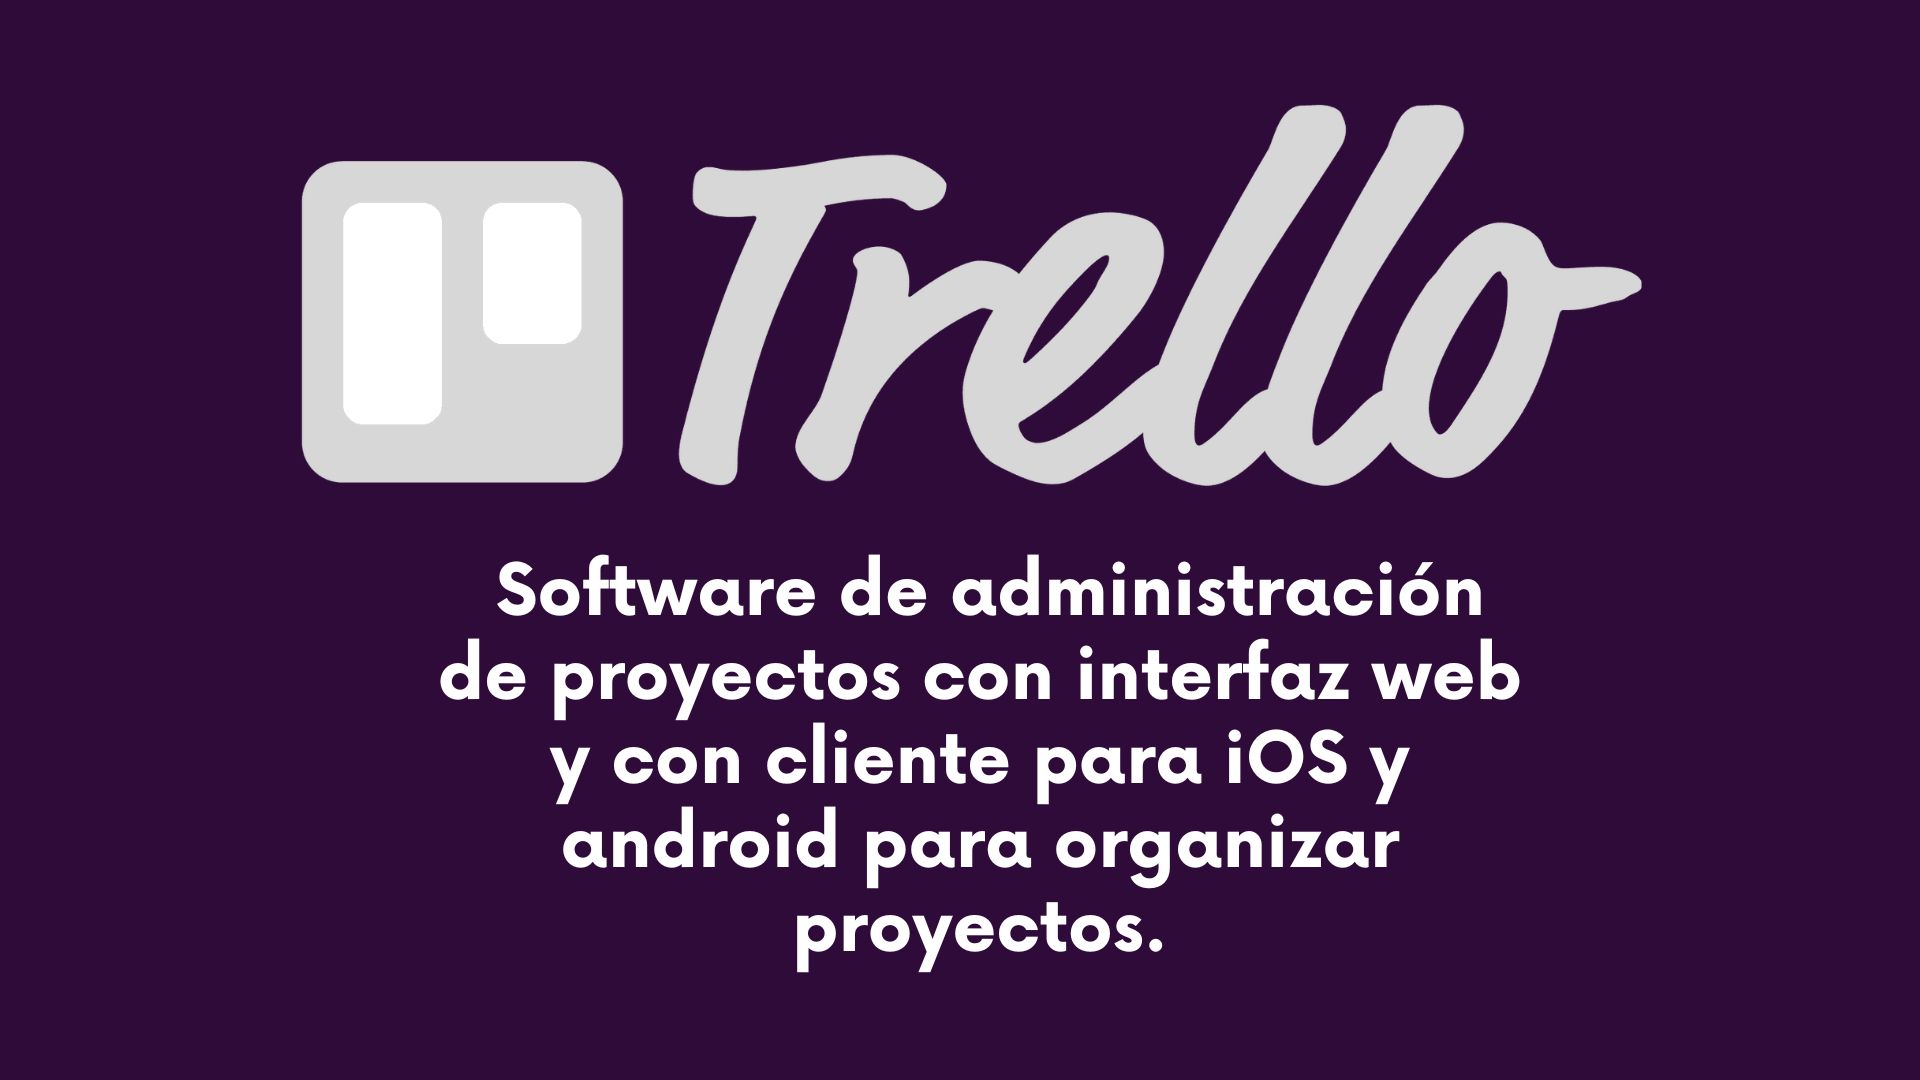 Trello
Software de administración
de proyectos con interfaz web
y con cliente para iOS y
android para organizar
proyectos.